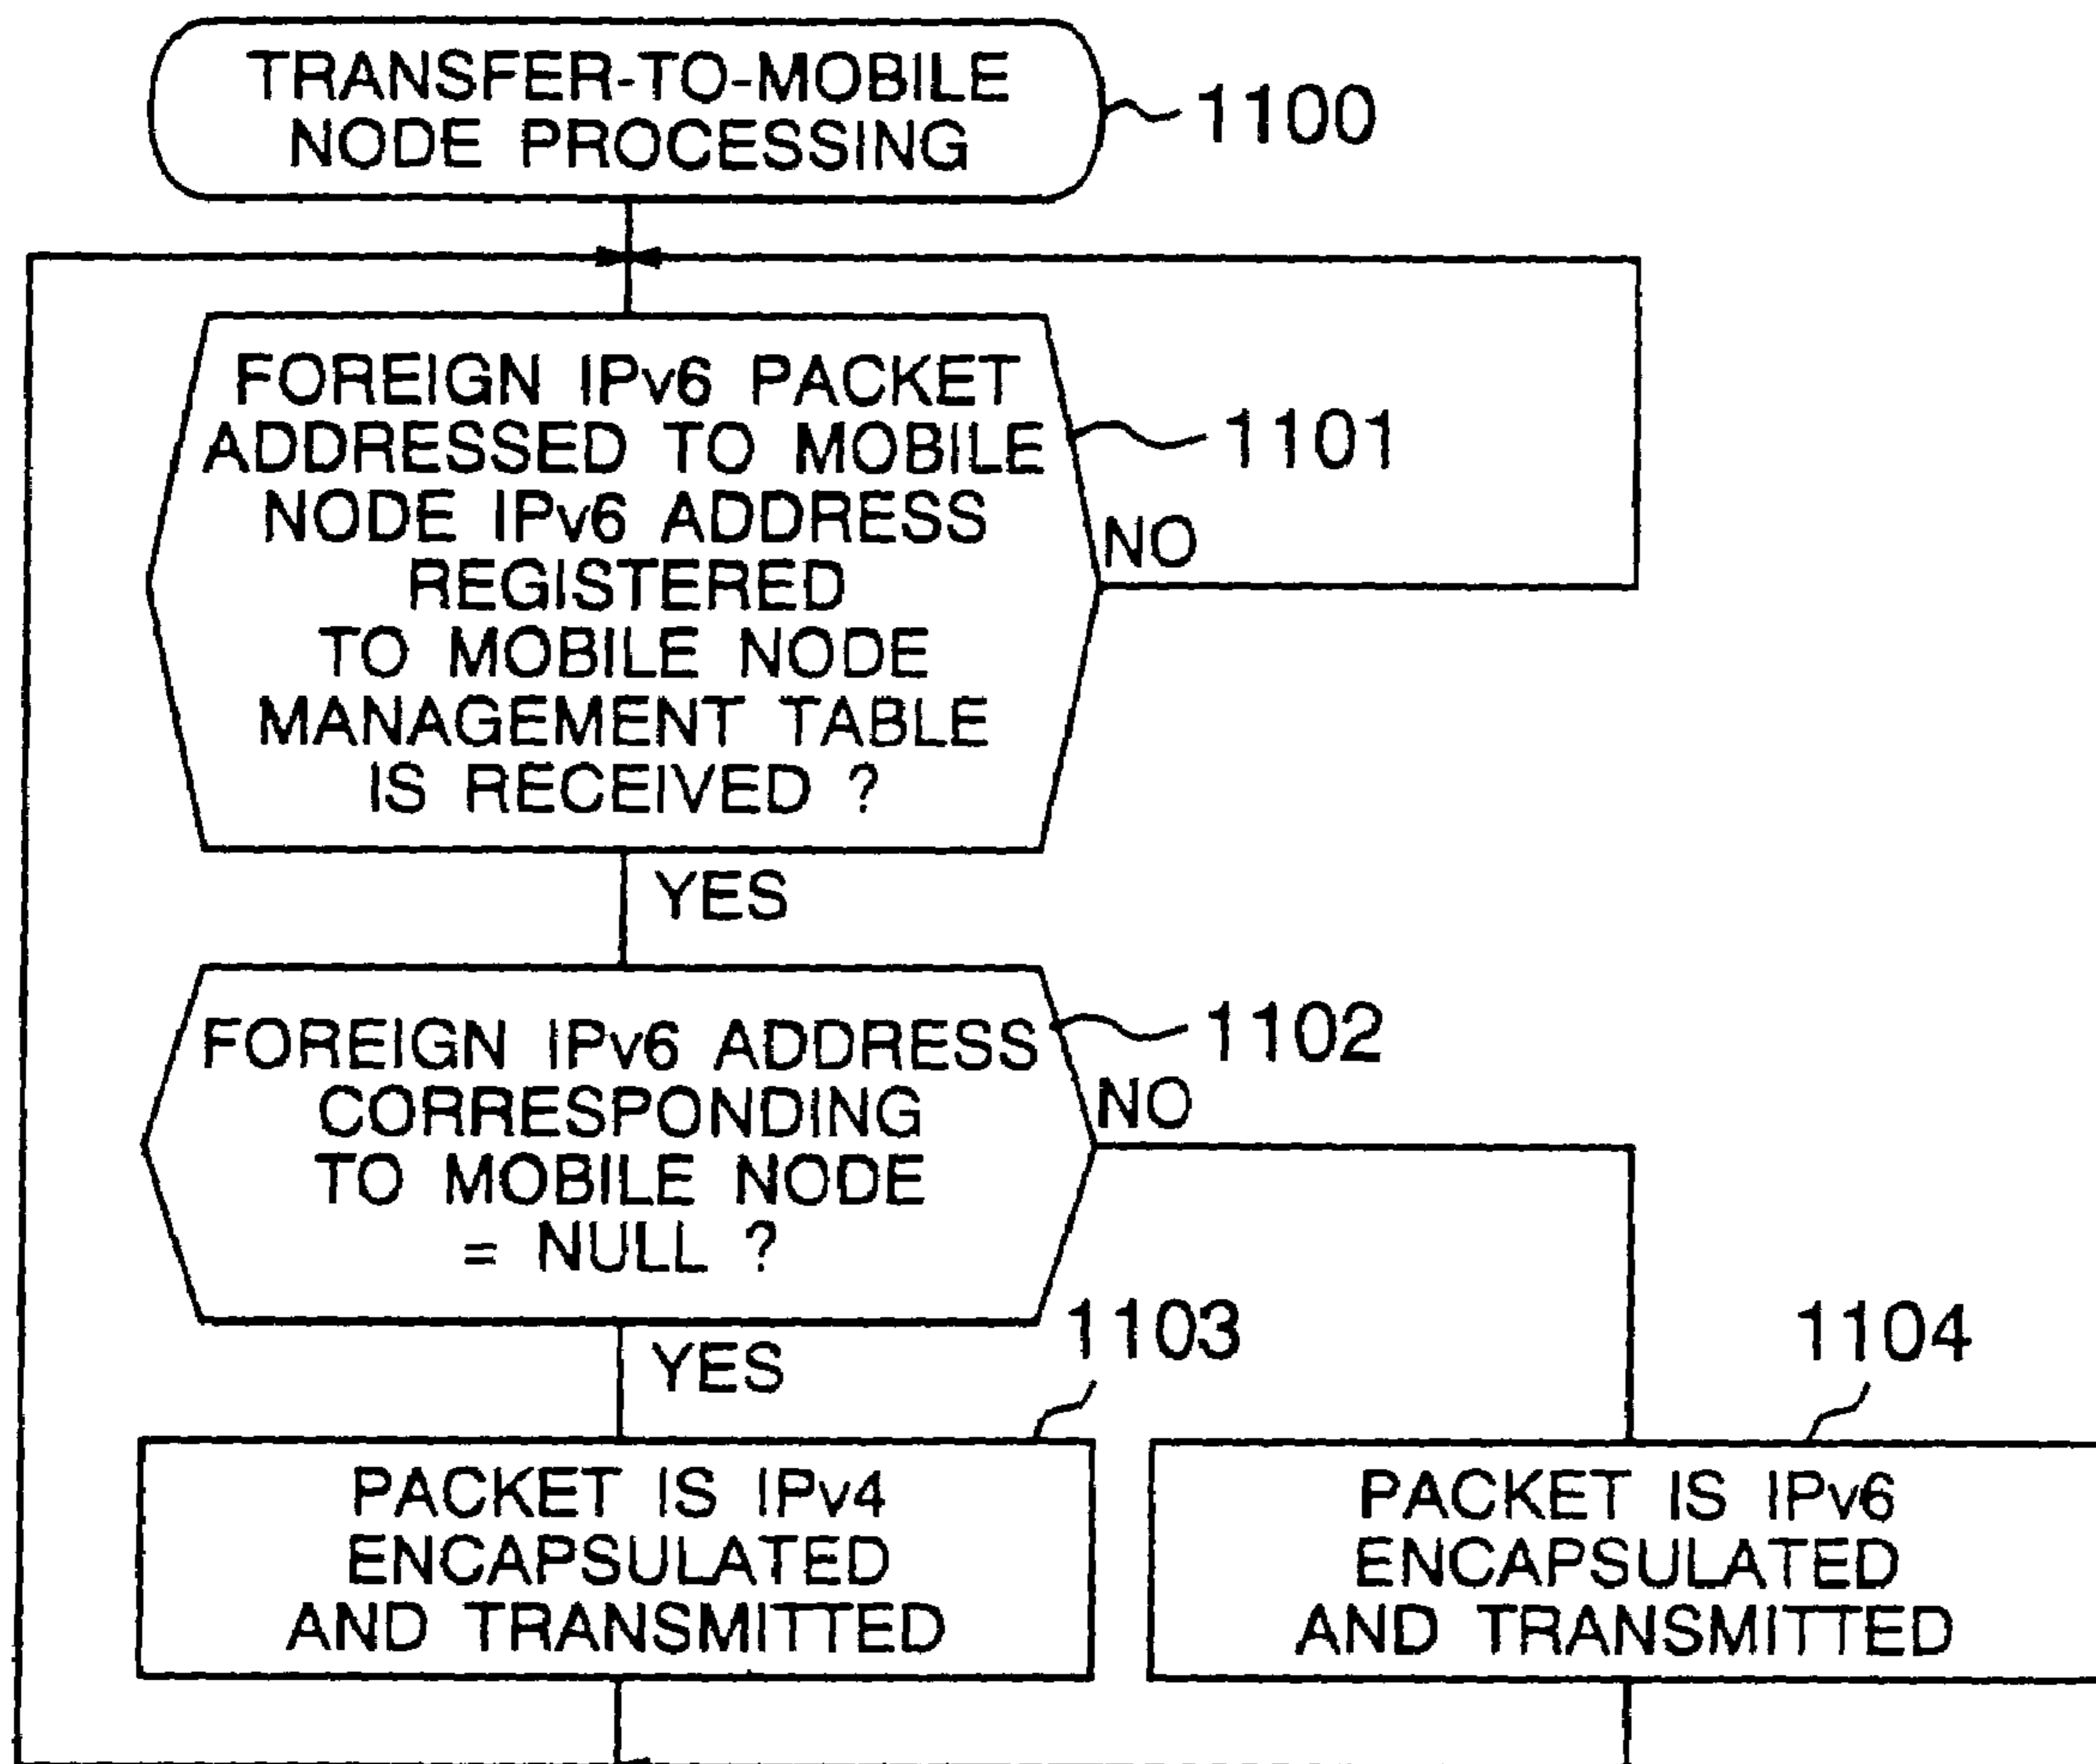 TRANSFER-TO-MOBILE
NODE PROCESSING
1100
FOREIGN IPv6 PACKET
ADDRESSED TO MOBILE
NODE IPv6 ADDRESS
REGISTERED
TO MOBILE NODE
MANAGEMENT TABLE
IS RECEIVED ?
1101
NO
YES
FOREIGN IPv6 ADDRESS
CORRESPONDING
TO MOBILE NODE
= NULL ?
1102
NO
YES
1103
1104
PACKET IS IPv4
ENCAPSULATED
AND TRANSMITTED
PACKET IS IPv6
ENCAPSULATED
AND TRANSMITTED